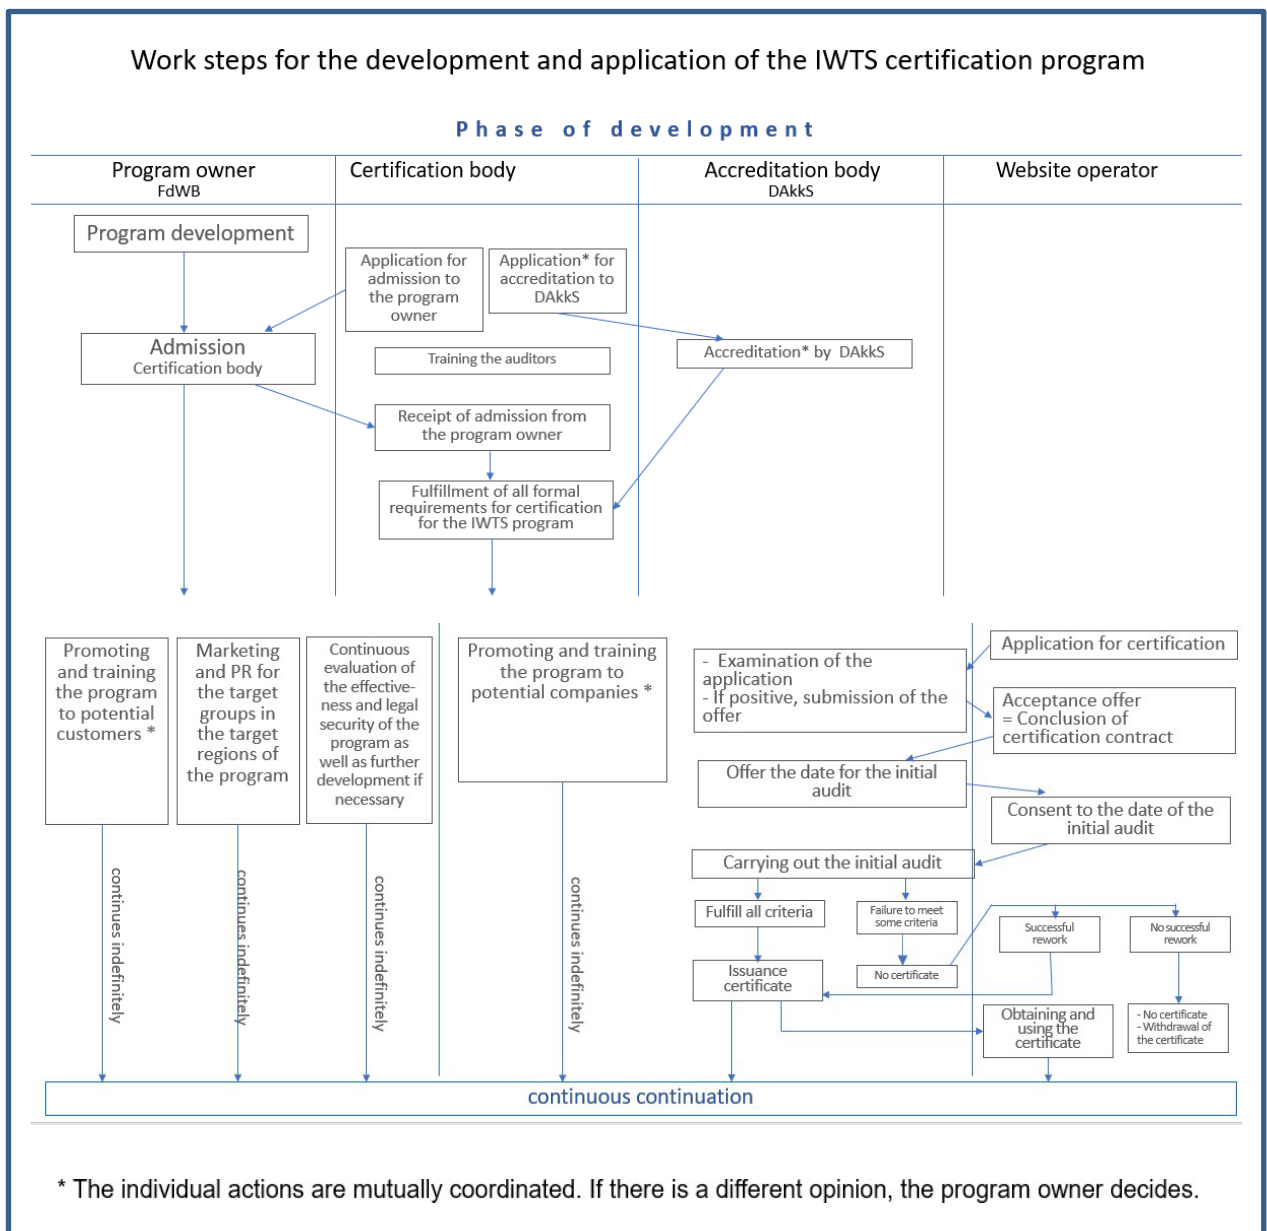 Work steps for the development and application of the IWTS certification program
Phase of development
Program owner
FdWB
Certification body
Accreditation body
DAkkS
Website operator
Program development
Application for
admission to
the program
owner
Application* for
accreditation to
DAkkS
Admission
Certification body
Training the auditors
Accreditation* by DAkkS
Receipt of admission from
the program owner
Fulfillment of all formal
requirements for certification
for the IWTS program
Promoting
and training
the program
to potential
customers *
Marketing
and PR for
the target
groups in
the target
regions of
the program
Continuous
evaluation of
the effective-
ness and legal
security of the
program as
well as further
development if
necessary
Promoting and training
the program to
potential companies *
- Examination of the
application
- If positive, submission of the
offer
Application for certification
Acceptance offer
= Conclusion of
certification contract
Offer the date for the initial
audit
Consent to the date of the
initial audit
Carrying out the initial audit
Fulfill all criteria
Failure to meet
some criteria
Successful
rework
No successful
rework
Issuance
certificate
No certificate
Obtaining and
using the
certificate
- No certificate
- Withdrawal of
the certificate
continues indefinitely
continues indefinitely
continues indefinitely
continues indefinitely
continuous continuation
* The individual actions are mutually coordinated. If there is a different opinion, the program owner decides.